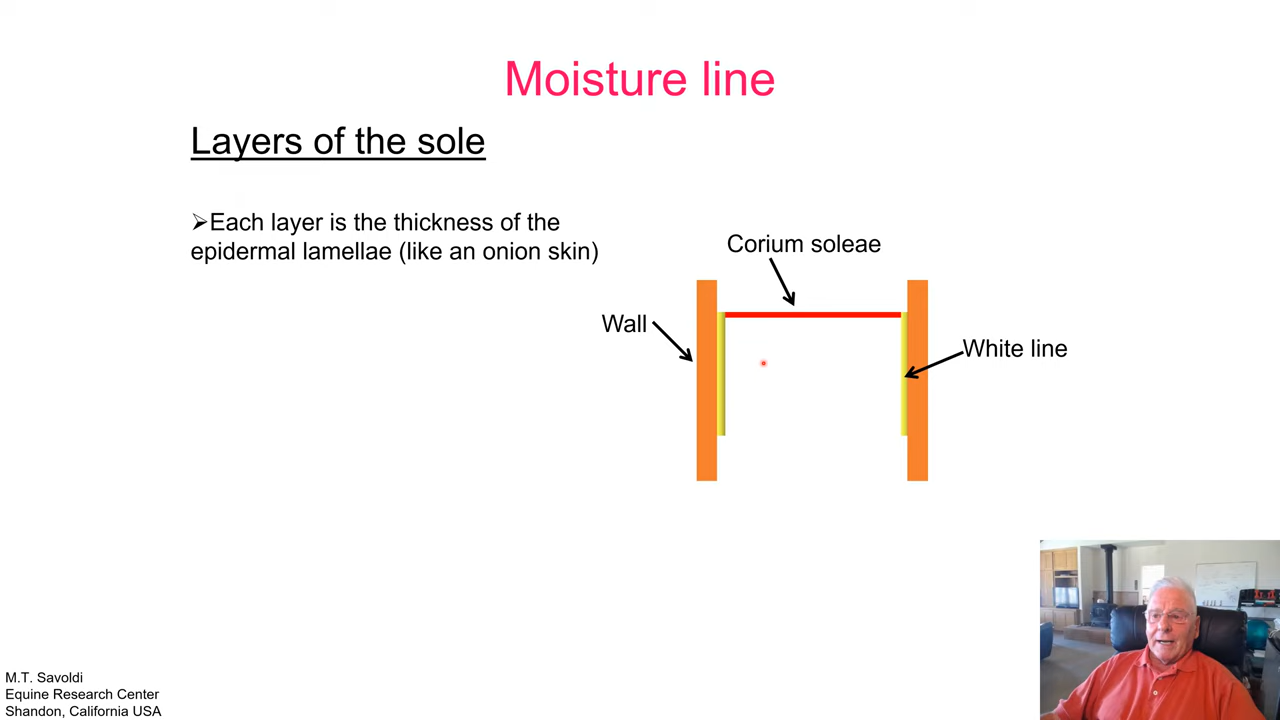 Moisture line
Layers of the sole
➢Each layer is the thickness of the
epidermal lamellae (like an onion skin)
Corium soleae
Wall
White line
M.T. Savoldi
Equine Research Center
Shandon, California USA